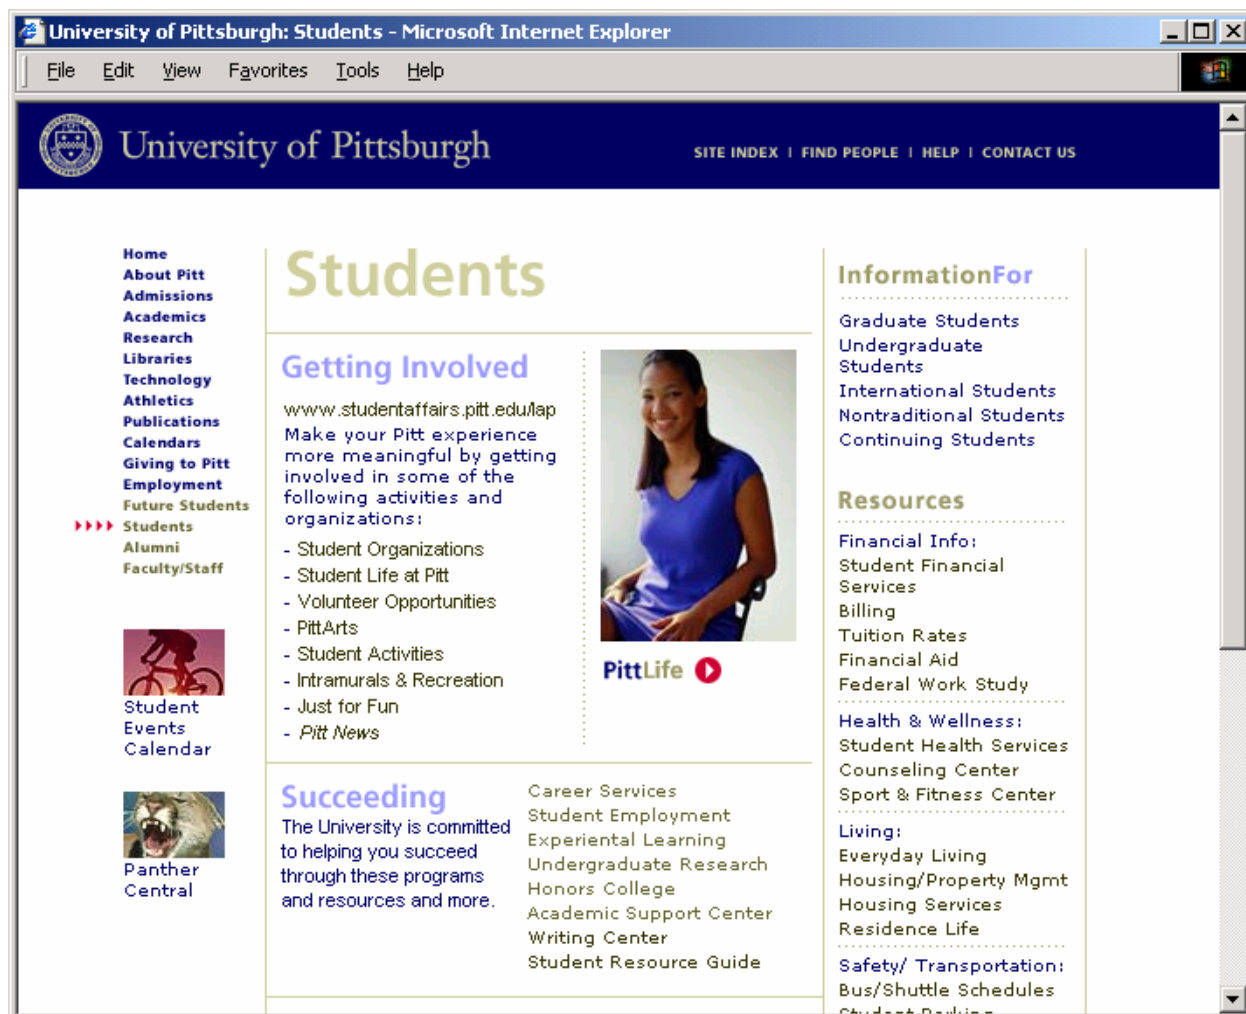 University of Pittsburgh: Students - Microsoft Internet Explorer
File Edit View Favorites Tools Help
University of Pittsburgh
SITE INDEX | FIND PEOPLE | HELP | CONTACT US
Home
About Pitt
Admissions
Academics
Research
Libraries
Technology
Athletics
Publications
Calendars
Giving to Pitt
Employment
Future Students
Students
Alumni
Faculty/Staff
Student
Events
Calendar
Panther
Central
Students
Getting Involved
www.studentaffairs.pitt.edu/lap
Make your Pitt experience
more meaningful by getting
involved in some of the
following activities and
organizations:
- Student Organizations
- Student Life at Pitt
- Volunteer Opportunities
- PittArts
- Student Activities
- Intramurals & Recreation
- Just for Fun
- Pitt News
PittLife
Succeeding
The University is committed
to helping you succeed
through these programs
and resources and more.
Career Services
Student Employment
Experiental Learning
Undergraduate Research
Honors College
Academic Support Center
Writing Center
Student Resource Guide
InformationFor
Graduate Students
Undergraduate
Students
International Students
Nontraditional Students
Continuing Students
Resources
Financial Info:
Student Financial
Services
Billing
Tuition Rates
Financial Aid
Federal Work Study
Health & Wellness:
Student Health Services
Counseling Center
Sport & Fitness Center
Living:
Everyday Living
Housing/Property Mgmt
Housing Services
Residence Life
Safety/ Transportation:
Bus/Shuttle Schedules
Student Parking